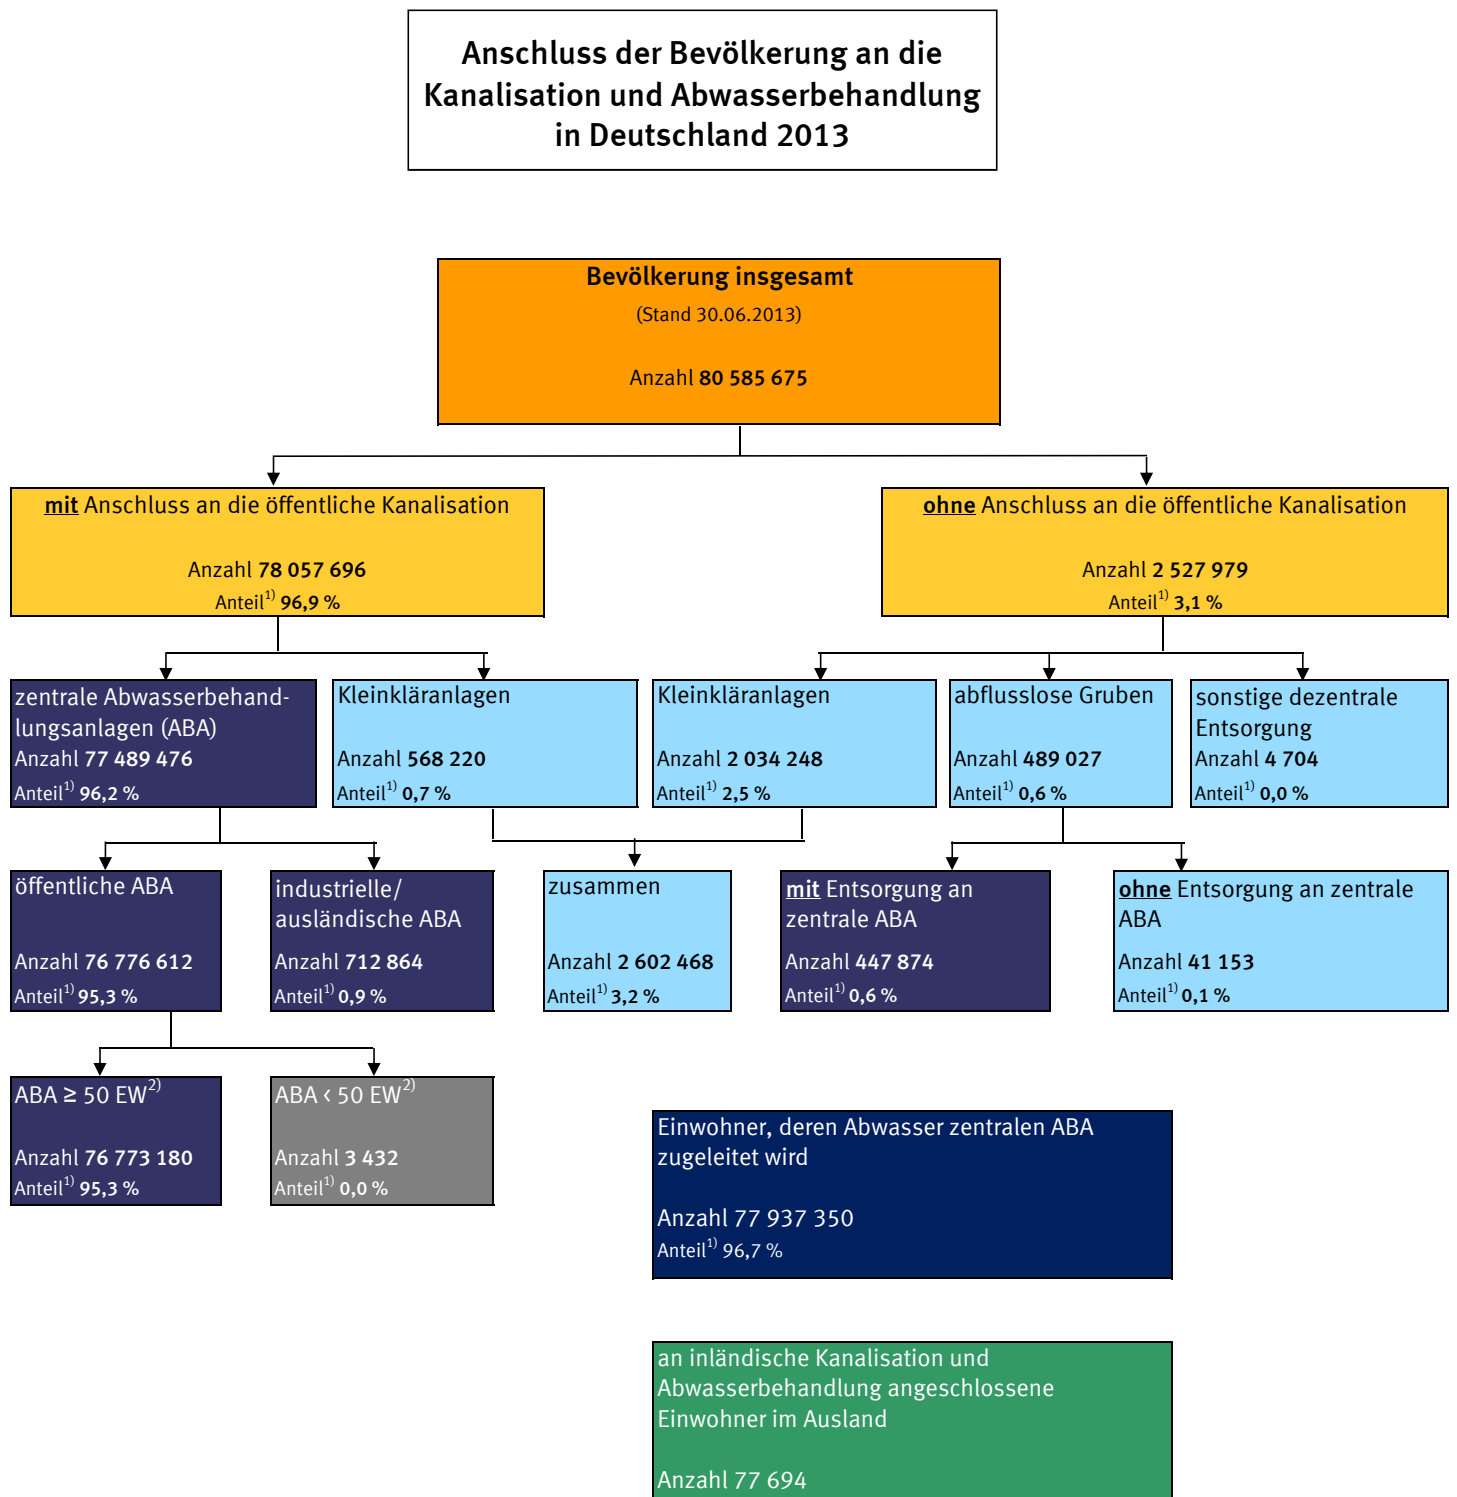 Anschluss der Bevölkerung an die
Kanalisation und Abwasserbehandlung
in Deutschland 2013
Bevölkerung insgesamt
(Stand 30.06.2013)
Anzahl 80 585 675
mit Anschluss an die öffentliche Kanalisation
Anzahl 78 057 696
Anteil1) 96,9 %
ohne Anschluss an die öffentliche Kanalisation
Anzahl 2 527 979
Anteil1) 3,1 %
zentrale Abwasserbehand-
lungsanlagen (ABA)
Anzahl 77 489 476
Anteil1) 96,2 %
Kleinkläranlagen
Anzahl 568 220
Anteil1) 0,7 %
Kleinkläranlagen
Anzahl 2 034 248
Anteil1) 2,5 %
abflusslose Gruben
Anzahl 489 027
Anteil1) 0,6 %
sonstige dezentrale
Entsorgung
Anzahl 4 704
Anteil1) 0,0 %
öffentliche ABA
Anzahl 76 776 612
Anteil1) 95,3 %
industrielle/
ausländische ABA
Anzahl 712 864
Anteil1) 0,9 %
zusammen
Anzahl 2 602 468
Anteil1) 3,2 %
mit Entsorgung an
zentrale ABA
Anzahl 447 874
Anteil1) 0,6 %
ohne Entsorgung an zentrale
ABA
Anzahl 41 153
Anteil1) 0,1 %
ABA ≥ 50 EW2)
Anzahl 76 773 180
Anteil1) 95,3 %
ABA < 50 EW2)
Anzahl 3 432
Anteil1) 0,0 %
Einwohner, deren Abwasser zentralen ABA
zugeleitet wird
Anzahl 77 937 350
Anteil1) 96,7 %
an inländische Kanalisation und
Abwasserbehandlung angeschlossene
Einwohner im Ausland
Anzahl 77 694